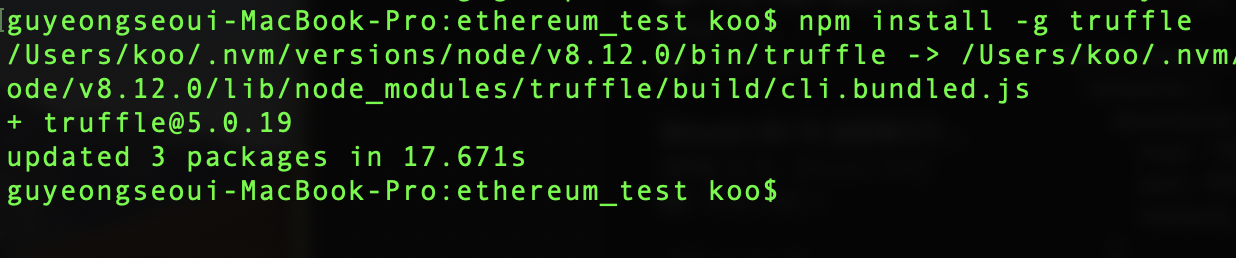 [guyeongseoui-MacBook-Pro:ethereum_test koo$ npm install -g truffle
/Users/koo/.nvm/versions/node/v8.12.0/bin/truffle -> /Users/koo/.nvm/
ode/v8.12.0/lib/node_modules/truffle/build/cli.bundled.js
+ truffle@5.0.19
updated 3 packages in 17.671s
guyeongseoui-MacBook-Pro:ethereum_test koo$